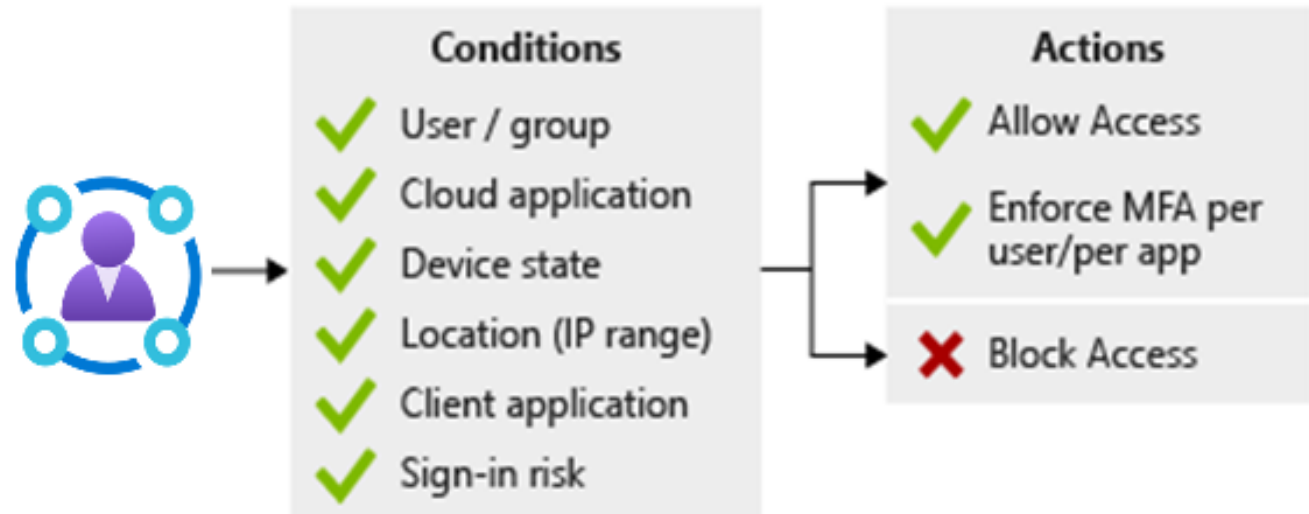 Conditions
User / group
Cloud application
Device state
Location (IP range)
Client application
Sign-in risk
Actions
Allow Access
Enforce MFA per
user/per app
Block Access